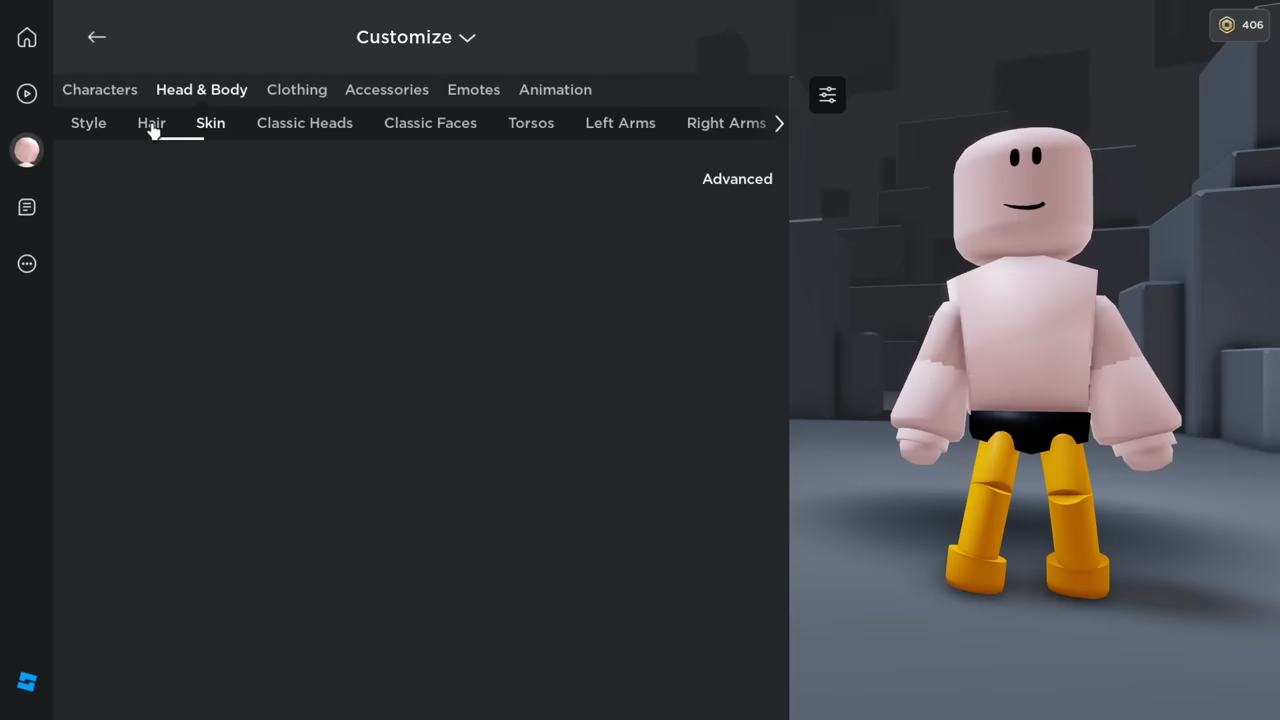 406
Customize
Characters Head & Body Clothing Accessories Emotes Animation
Style Hair Skin Classic Heads Classic Faces Torsos Left Arms Right Arms
Advanced